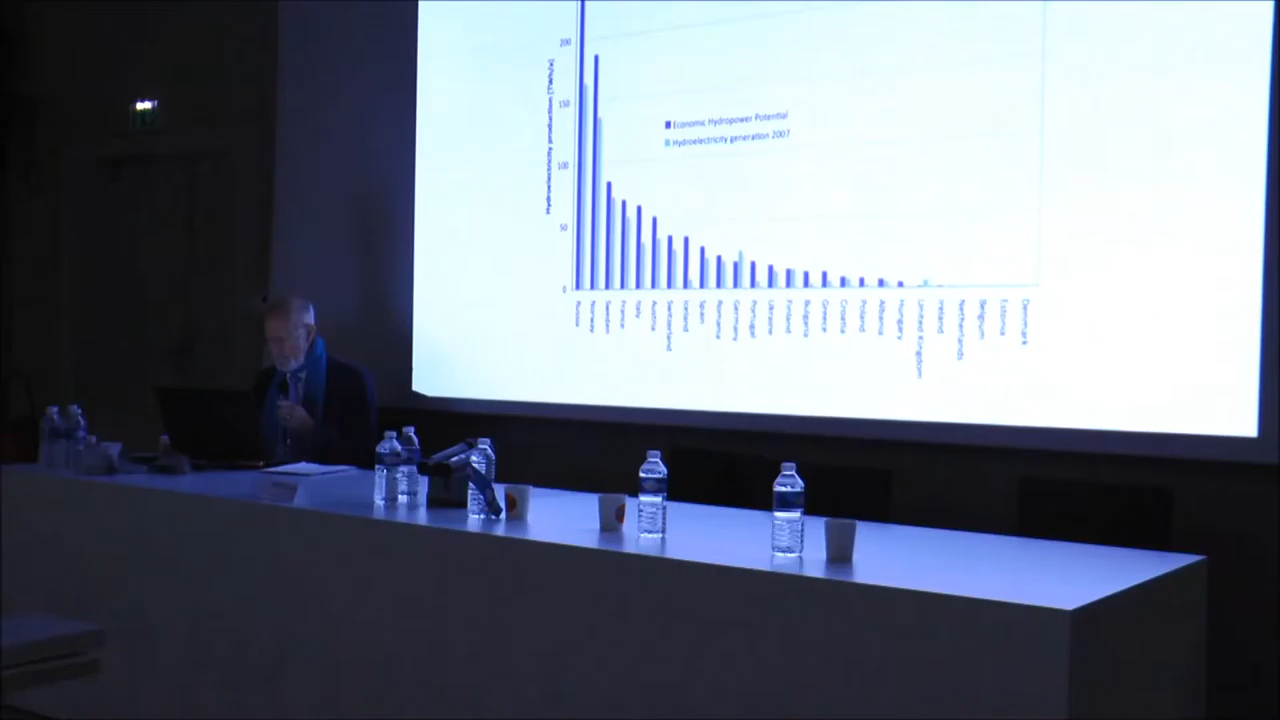 200
150
100
50
0
Hydroelectricity production [TWh/a]
Economic Hydropower Potential
Hydroelectricity generation 2007
Russia
Norway
Sweden
France
Italy
Austria
Switzerland
Iceland
Spain
Romania
Germany
Portugal
Ukraine
Finland
Bulgaria
Greece
Croatia
Poland
Albania
Hungary
United Kingdom
Ireland
Netherlands
Belgium
Estonia
Denmark